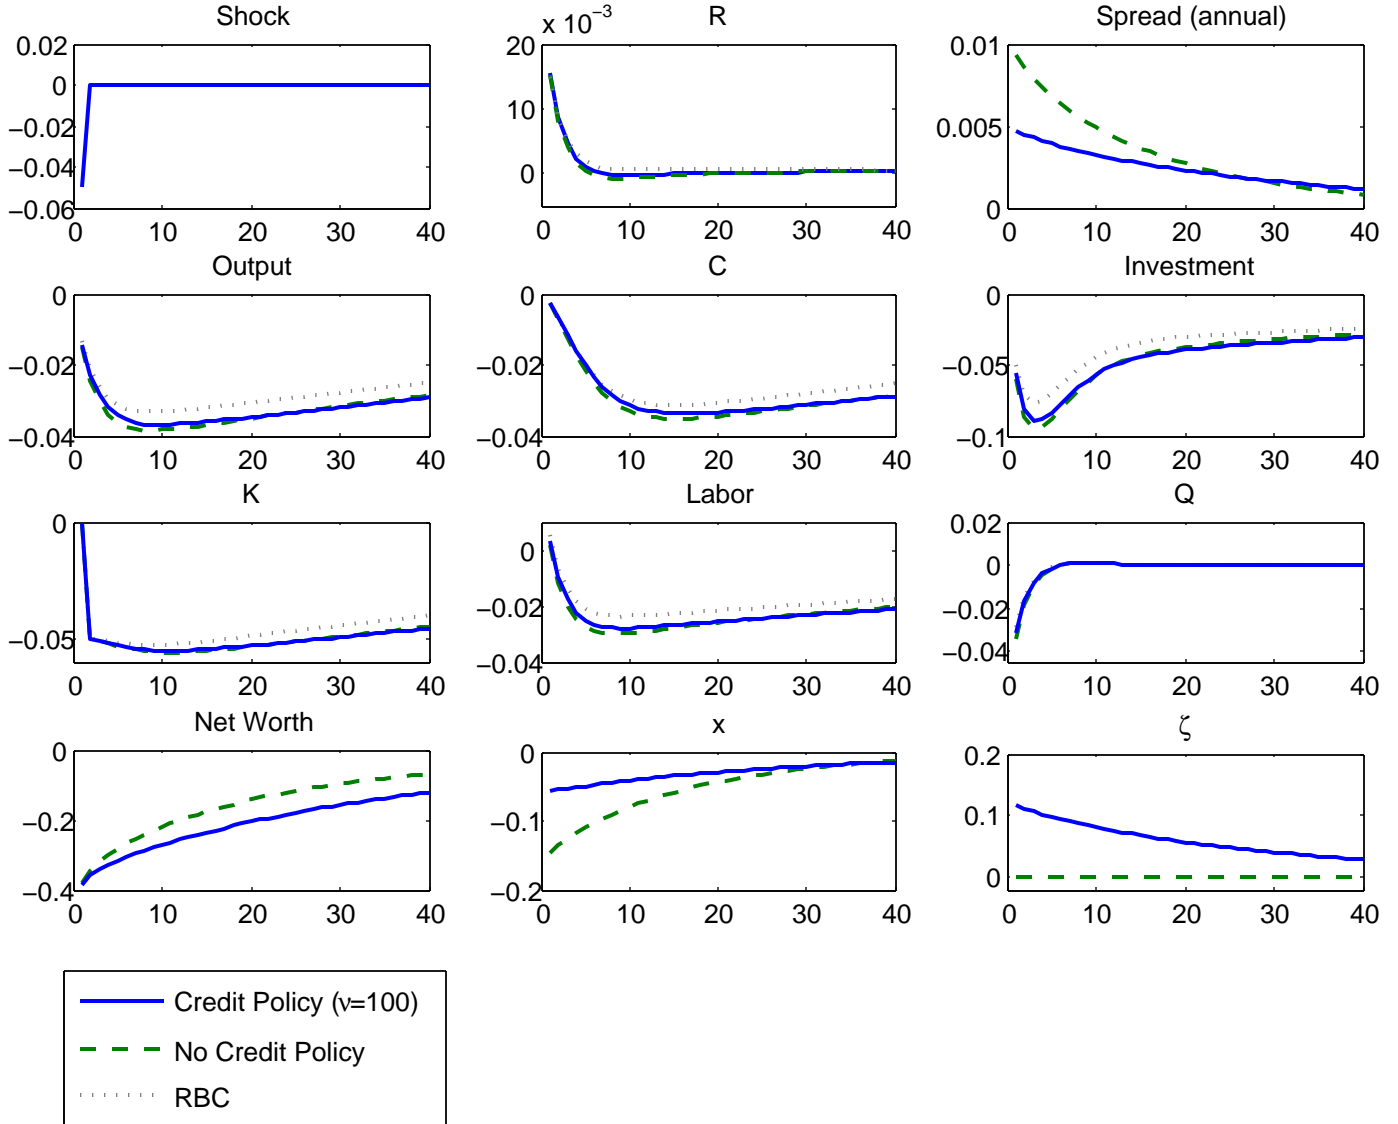 Shock
0.02
0
−0.02
−0.04
−0.06
0 10 20 30 40
R
x 10−3
20
10
0
0 10 20 30 40
Spread (annual)
0.01
0.005
0
0 10 20 30 40
Output
0
−0.02
−0.04
0 10 20 30 40
C
0
−0.02
−0.04
0 10 20 30 40
Investment
0
−0.05
−0.1
0 10 20 30 40
K
0
−0.05
0 10 20 30 40
Labor
0
−0.02
−0.04
0 10 20 30 40
Q
0.02
0
−0.02
−0.04
0 10 20 30 40
Net Worth
0
−0.2
−0.4
0 10 20 30 40
x
0
−0.1
−0.2
0 10 20 30 40
ζ
0.2
0.1
0
0 10 20 30 40
Credit Policy (ν=100)
No Credit Policy
RBC